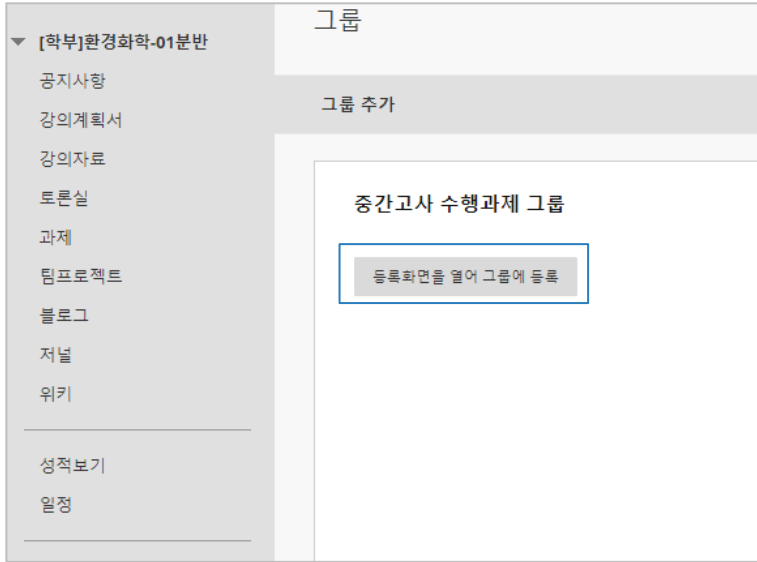 [학부]환경화학-01분반
공지사항
강의계획서
강의자료
토론실
과제
팀프로젝트
블로그
저널
위키
성적보기
일정
그룹
그룹 추가
중간고사 수행과제 그룹
등록화면을 열어 그룹에 등록